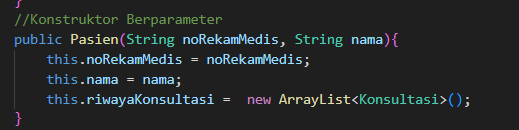 }
//Konstruktor Berparameter
public Pasien(String noRekamMedis, String nama){
this.noRekamMedis = noRekamMedis;
this.nama = nama;
this.riwayaKonsultasi =  new ArrayList<Konsultasi>();
}